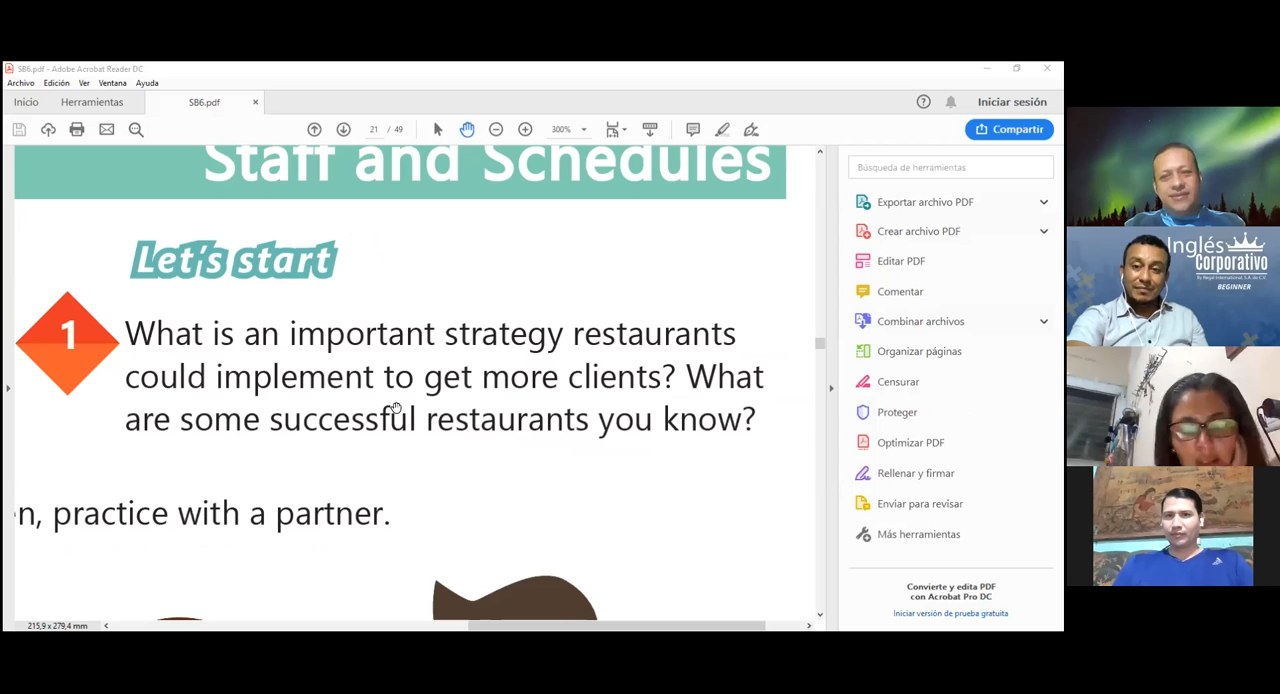 SB6.pdf - Adobe Acrobat Reader DC
Archivo Edición Ver Ventana Ayuda
Inicio Herramientas SB6.pdf × Iniciar sesión
21 / 49 300% Compartir
Staff and Schedules
Let's start
1 What is an important strategy restaurants
could implement to get more clients? What
are some successful restaurants you know?
n, practice with a partner.
215,9 x 279,4 mm
Búsqueda de herramientas
Exportar archivo PDF
Crear archivo PDF
Editar PDF
Comentar
Combinar archivos
Organizar páginas
Censurar
Proteger
Optimizar PDF
Rellenar y firmar
Enviar para revisar
Más herramientas
Convierte y edita PDF
con Acrobat Pro DC
Iniciar versión de prueba gratuita
Inglés
Corporativo
By Regal International, S.A. de C.V.
BEGINNER